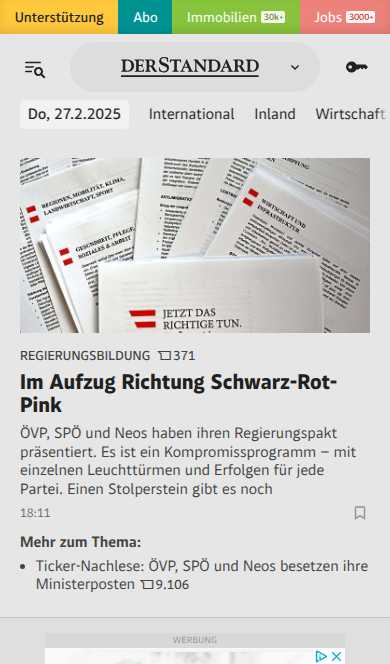 Unterstützung Abo Immobilien 30k+ Jobs 3000+
DERSTANDARD
Do, 27.2.2025 International Inland Wirtschaft
REGIONEN, MOBILITÄT, KLIMA,
LANDWIRTSCHAFT, SPORT
GESUNDHEIT, PFLEGE,
SOZIALES & ARBEIT
WIRTSCHAFT UND
INFRASTRUKTUR
JETZT DAS
RICHTIGE TUN.
REGIERUNGSBILDUNG 371
Im Aufzug Richtung Schwarz-Rot-
Pink
ÖVP, SPÖ und Neos haben ihren Regierungspakt
präsentiert. Es ist ein Kompromissprogramm – mit
einzelnen Leuchttürmen und Erfolgen für jede
Partei. Einen Stolperstein gibt es noch
18:11
Mehr zum Thema:
• Ticker-Nachlese: ÖVP, SPÖ und Neos besetzen ihre
Ministerposten 9.106
WERBUNG